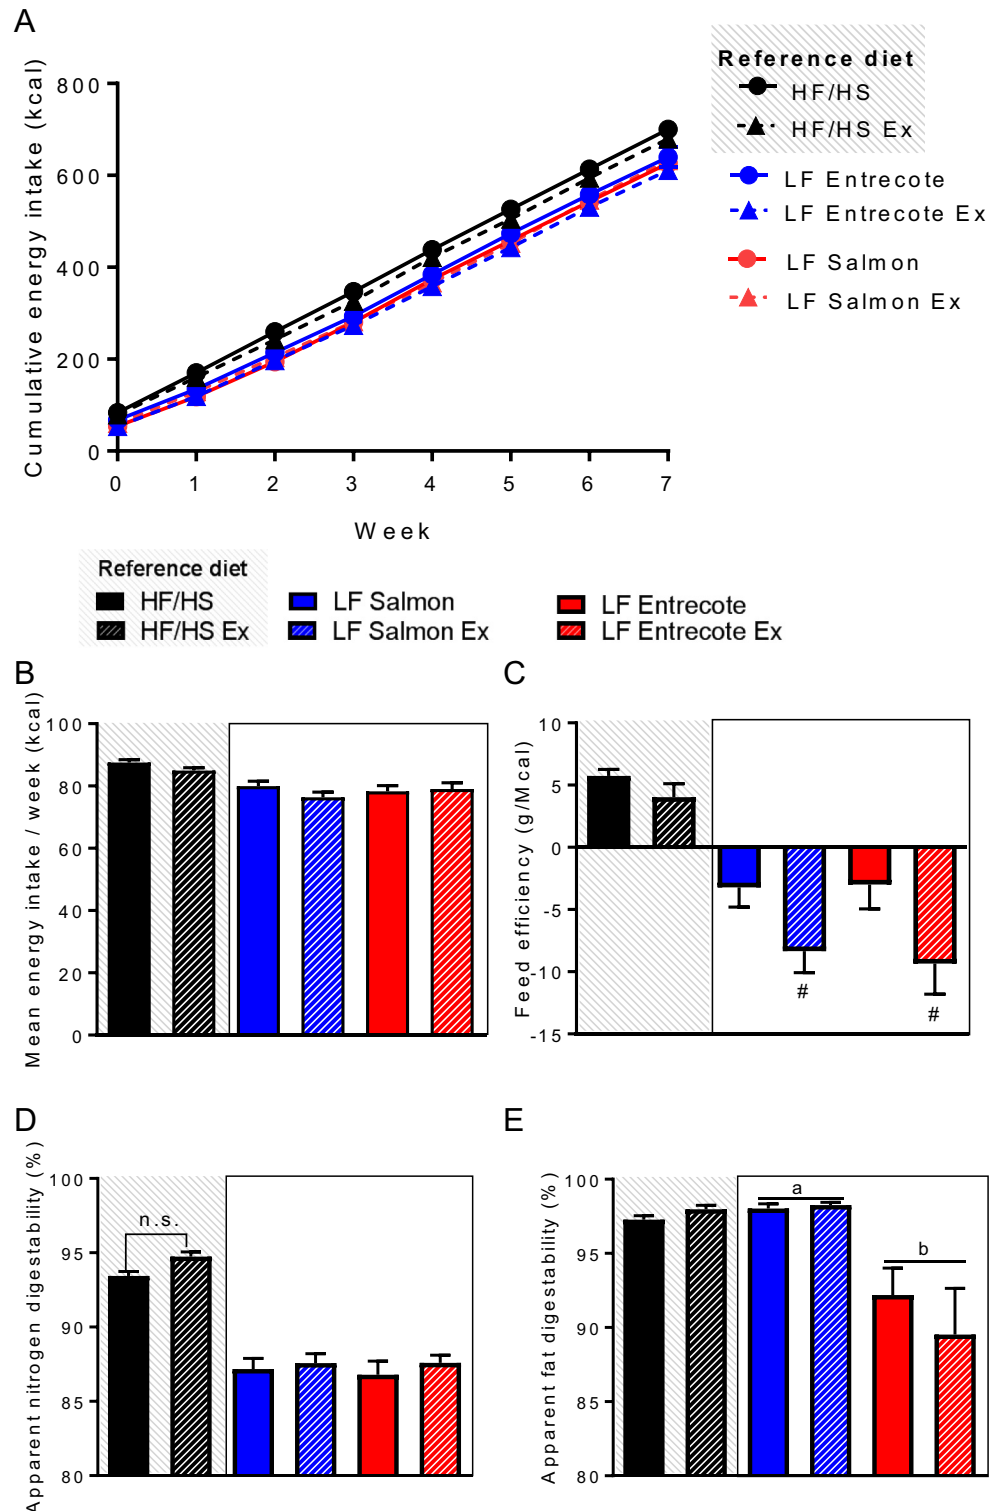 A
Cumulative energy intake (kcal)
800
600
400
200
0
0 1 2 3 4 5 6 7
Week
Reference diet
HF/HS
HF/HS Ex
LF Entrecote
LF Entrecote Ex
LF Salmon
LF Salmon Ex
Reference diet
HF/HS
HF/HS Ex
LF Salmon
LF Salmon Ex
LF Entrecote
LF Entrecote Ex
B
Mean energy intake / week (kcal)
100
80
60
40
20
0
C
Feed efficiency (g/Mcal)
10
5
0
-5
-10
-15
#
#
D
Apparent nitrogen digestability (%)
100
95
90
85
80
n.s.
E
Apparent fat digestability (%)
100
95
90
85
80
a
b